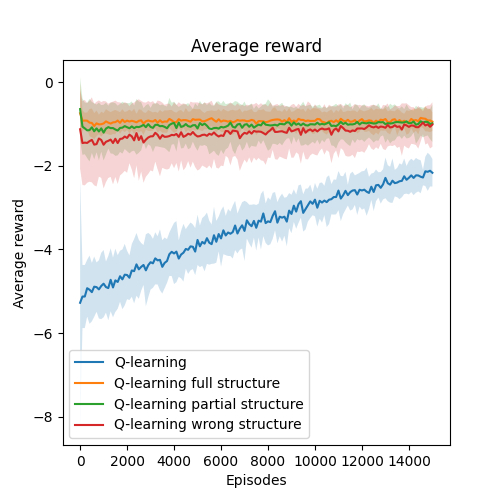 Average reward
0
−2
−4
−6
−8
Average reward
Q-learning
Q-learning full structure
Q-learning partial structure
Q-learning wrong structure
0 2000 4000 6000 8000 10000 12000 14000
Episodes